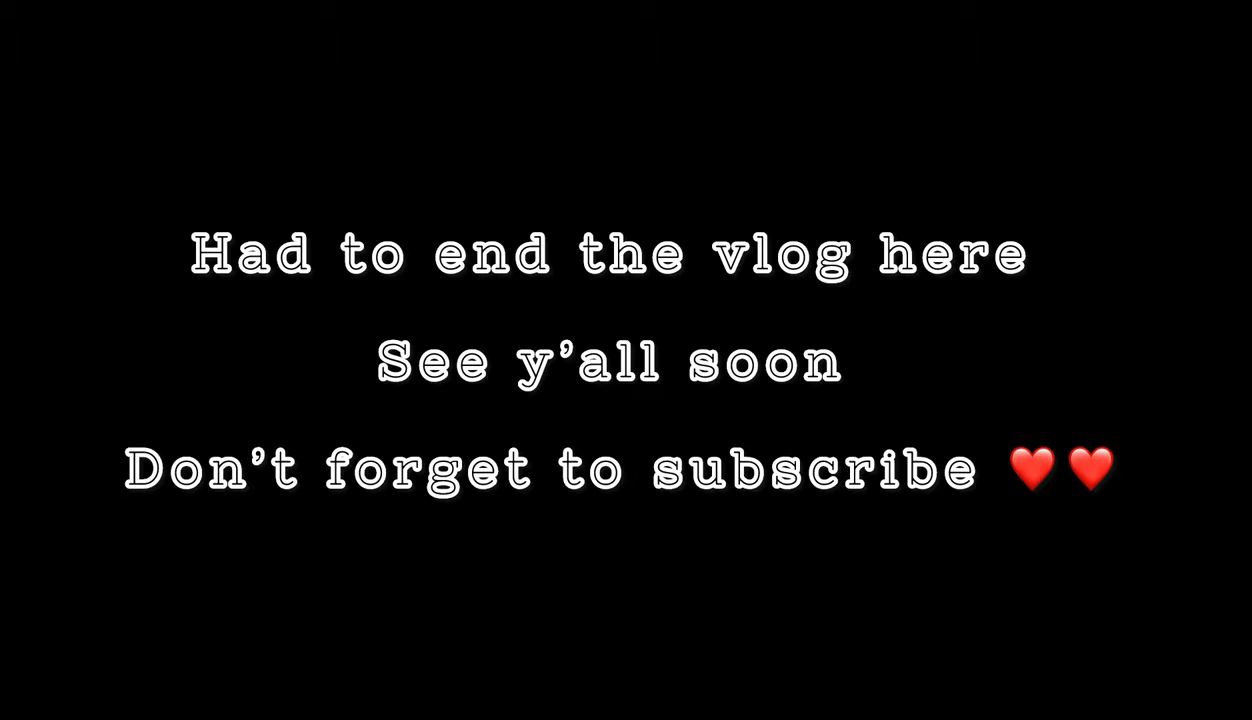 Had to end the vlog here
See y’all soon
Don’t forget to subscribe ❤️❤️